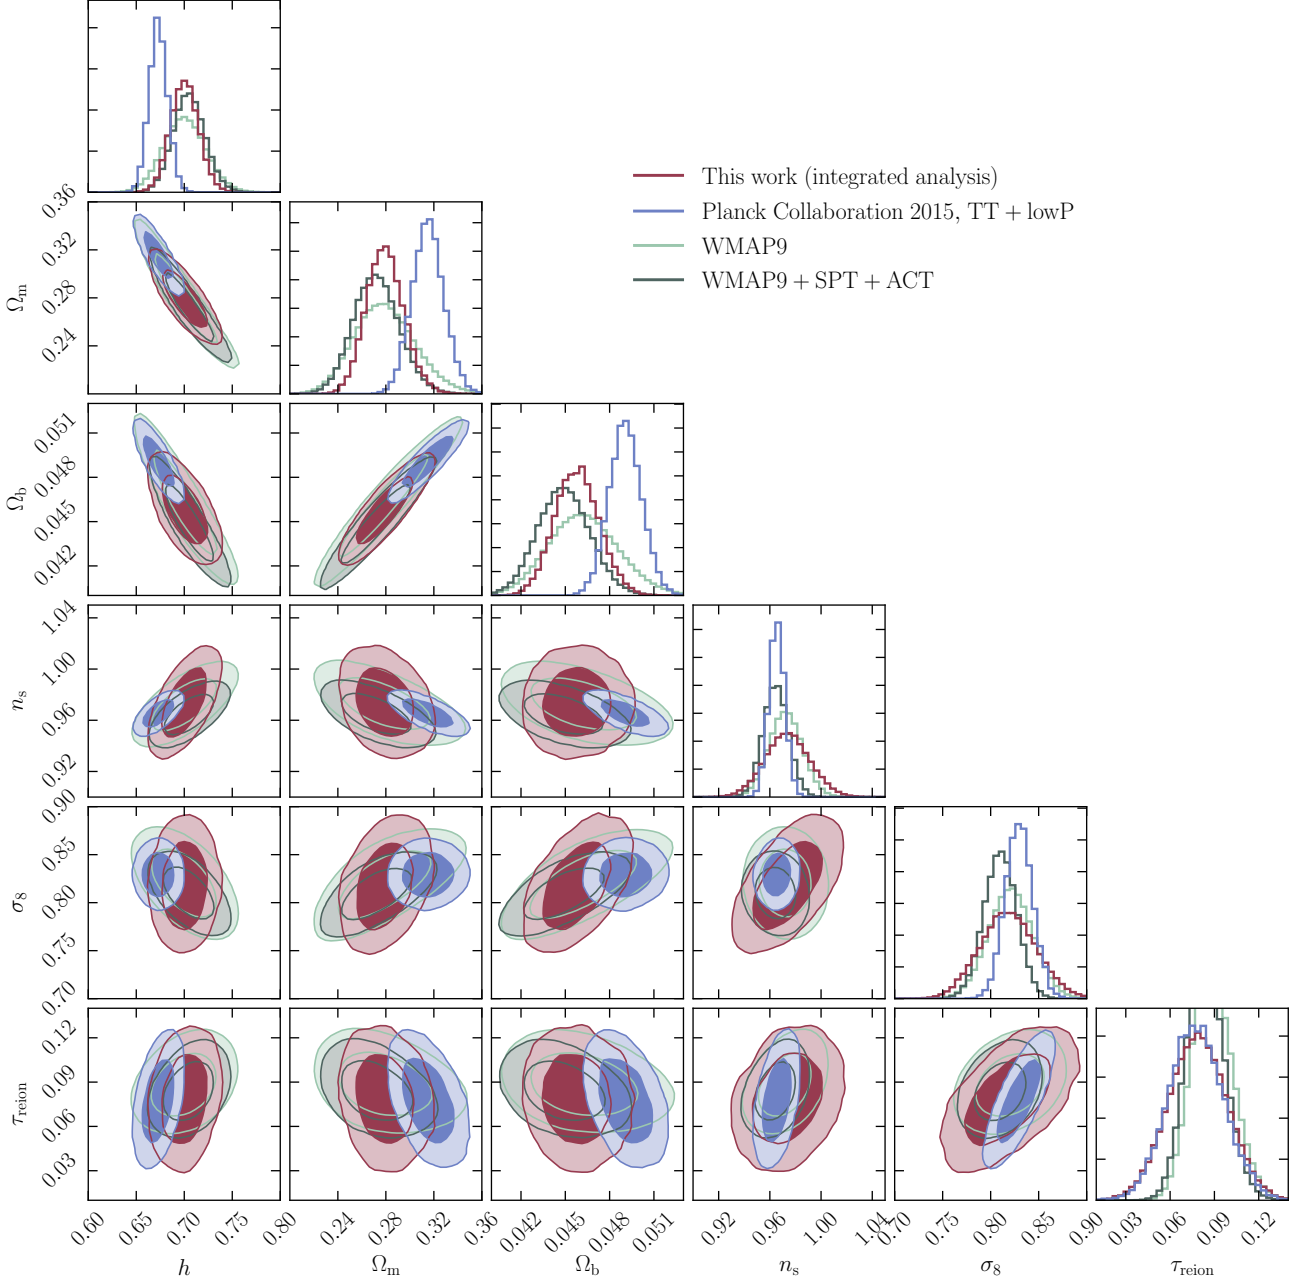 This work (integrated analysis)
Planck Collaboration 2015, TT + lowP
WMAP9
WMAP9 + SPT + ACT
0.36
0.32
0.28
0.24
Ωm
0.051
0.048
0.045
0.042
Ωb
1.04
1.00
0.96
0.92
ns
0.90
0.85
0.80
0.75
0.70
σ8
0.12
0.09
0.06
0.03
τreion
0.60 0.65 0.70 0.75 0.80
0.24 0.28 0.32 0.36
0.042 0.045 0.048 0.051
0.92 0.96 1.00 1.04
0.70 0.75 0.80 0.85 0.90
0.03 0.06 0.09 0.12
h Ωm Ωb ns σ8 τreion